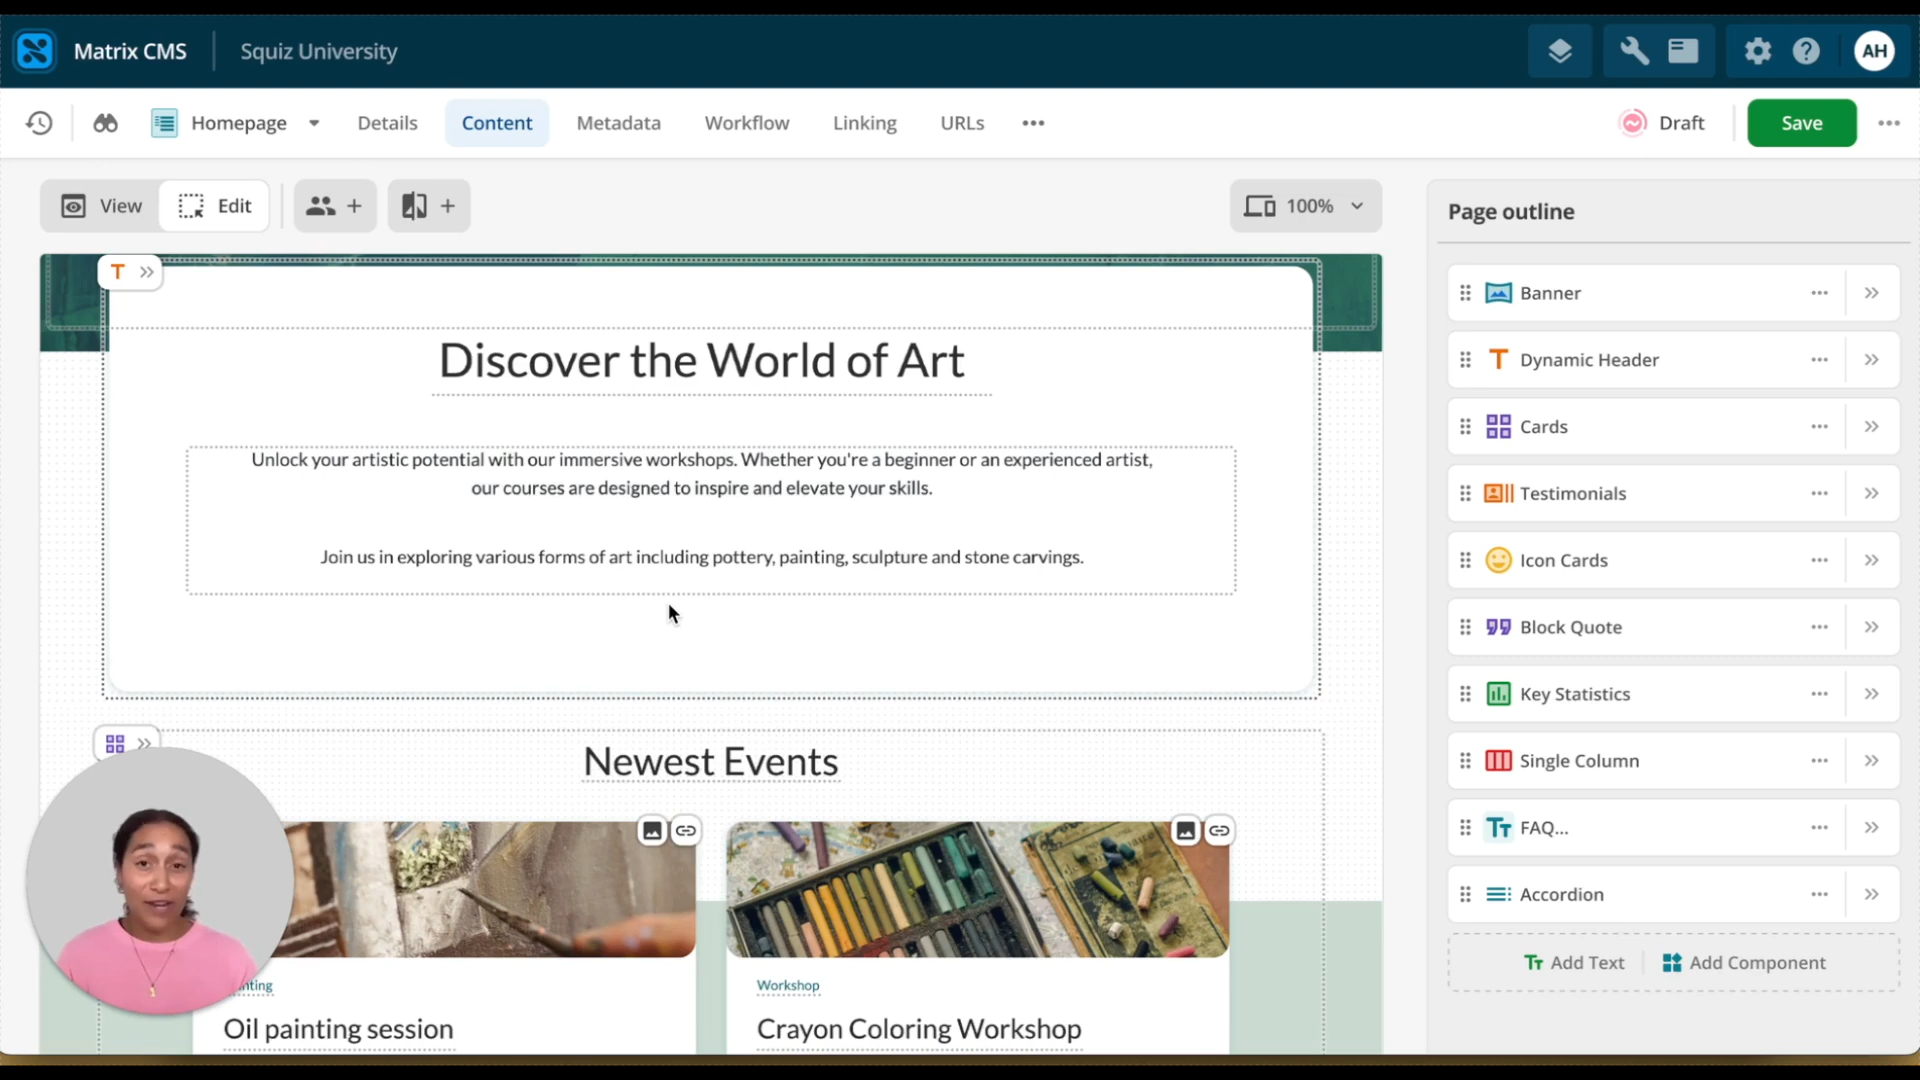 Matrix CMS
Squiz University
AH
Homepage
Details
Content
Metadata
Workflow
Linking
URLs
Draft
Save
View
Edit
100%
Discover the World of Art
Unlock your artistic potential with our immersive workshops. Whether you're a beginner or an experienced artist,
our courses are designed to inspire and elevate your skills.
Join us in exploring various forms of art including pottery, painting, sculpture and stone carvings.
Newest Events
Workshop
Oil painting session
Crayon Coloring Workshop
Page outline
Banner
Dynamic Header
Cards
Testimonials
Icon Cards
Block Quote
Key Statistics
Single Column
FAQ...
Accordion
Add Text
Add Component